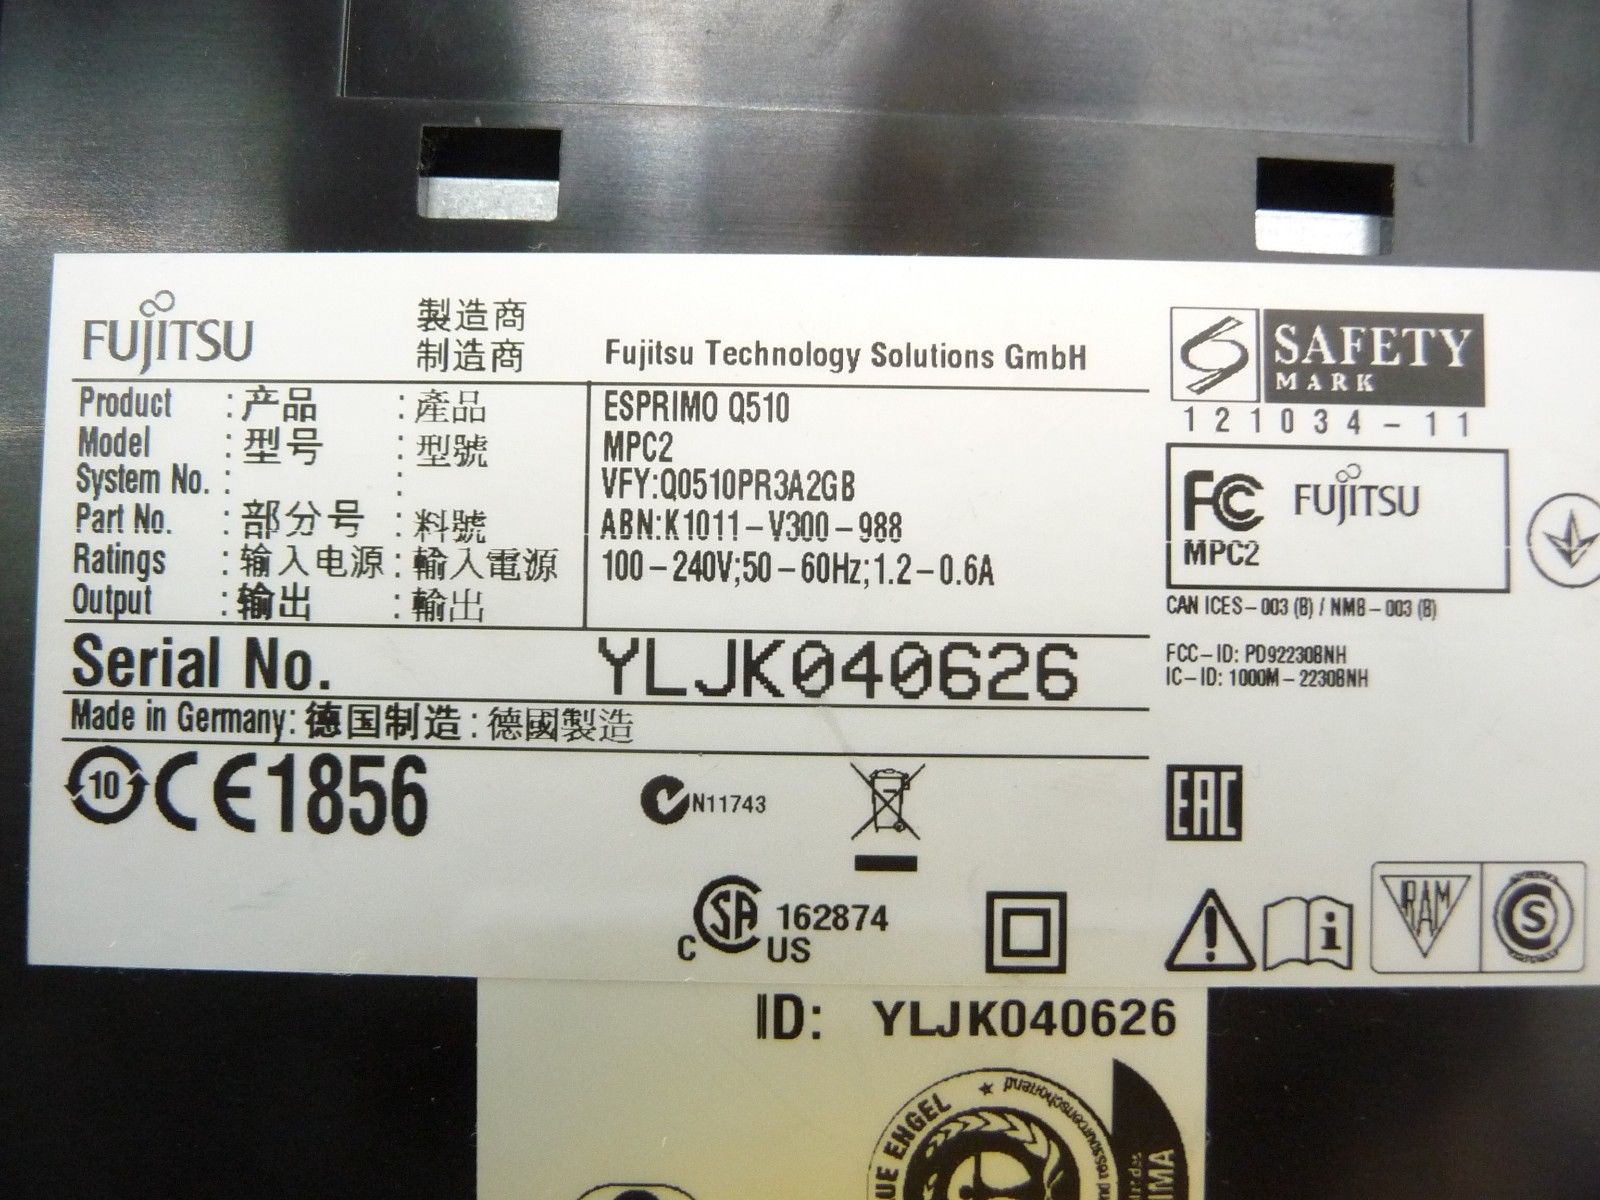 FUJITSU
製造商
制造商
Fujitsu Technology Solutions GmbH
Product : 产品 : 產品 ESPRIMO Q510
Model : 型号 : 型號 MPC2
System No. : : VFY:Q0510PR3A2GB
Part No. : 部分号 : 料號 ABN:K1011-V300-988
Ratings : 输入电源 : 輸入電源 100-240V;50-60Hz;1.2-0.6A
Output : 输出 : 輸出
Serial No. YLJK040626
Made in Germany: 德国制造 : 德國製造
10 CE1856
N11743
C SA 162874 US
SAFETY
MARK
121034-11
FC FUJITSU
MPC2
CAN ICES-003 (B) / NMB-003 (B)
FCC-ID: PD92230BNH
IC-ID: 1000M-2230BNH
EAC
RAM
S
ID: YLJK040626
UE ENGEL
ressourcenschonend
IMA